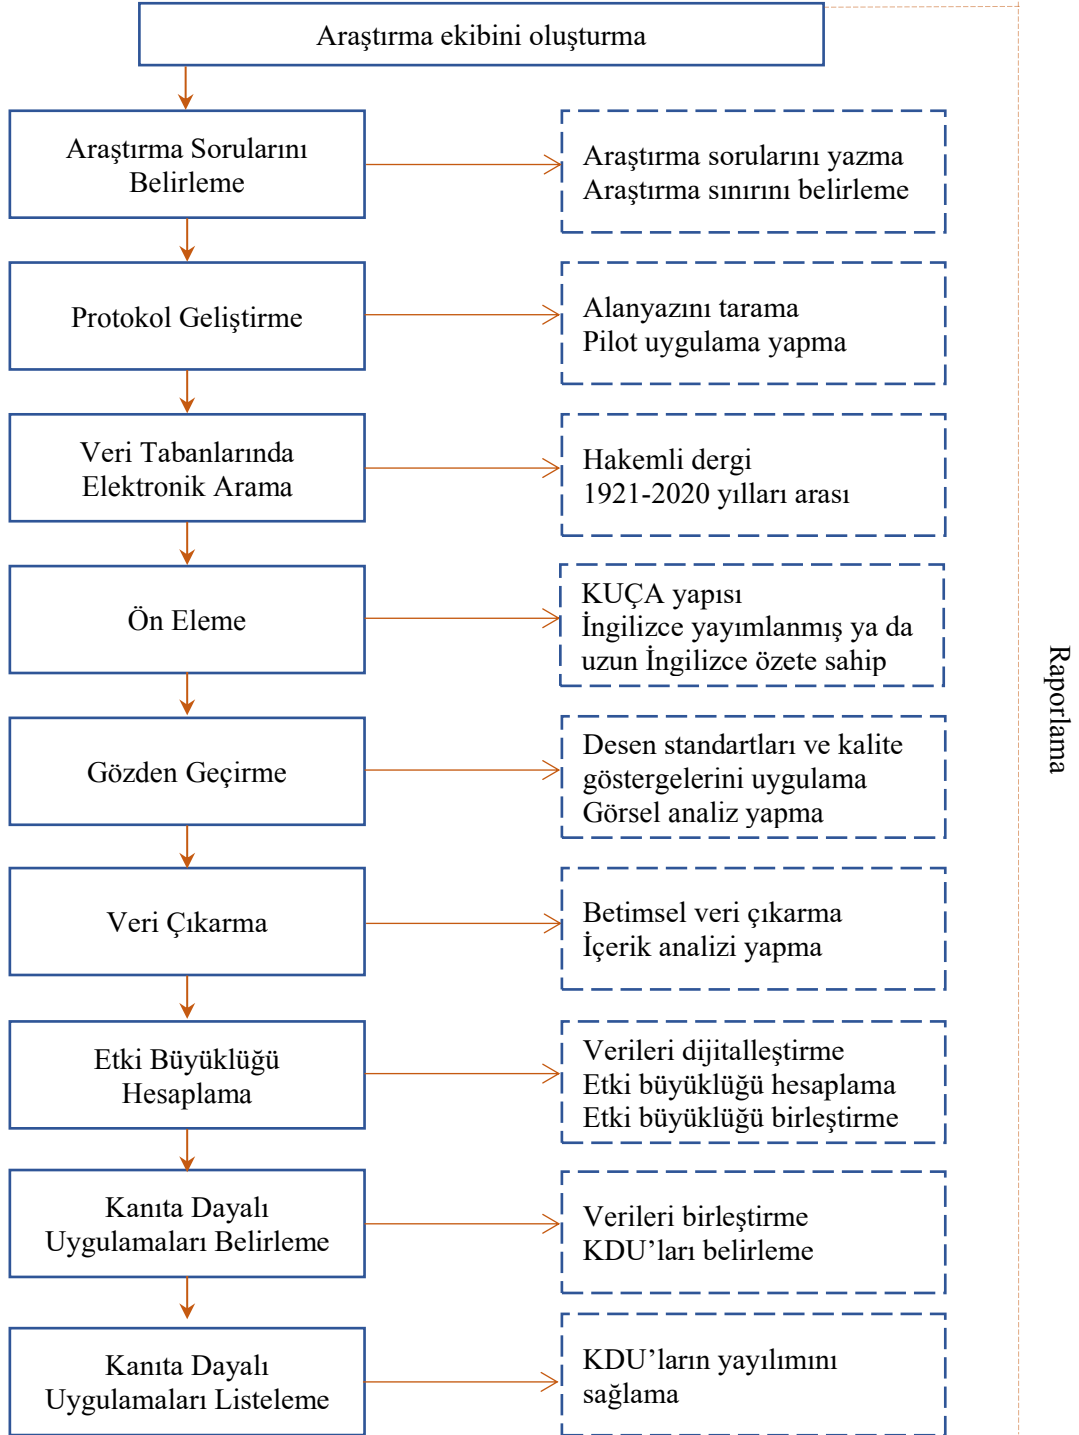 Araştırma ekibini oluşturma
Araştırma Sorularını
Belirleme
Araştırma sorularını yazma
Araştırma sınırını belirleme
Protokol Geliştirme
Alanyazını tarama
Pilot uygulama yapma
Veri Tabanlarında
Elektronik Arama
Hakemli dergi
1921-2020 yılları arası
Ön Eleme
KUÇA yapısı
İngilizce yayımlanmış ya da
uzun İngilizce özete sahip
Gözden Geçirme
Desen standartları ve kalite
göstergelerini uygulama
Görsel analiz yapma
Veri Çıkarma
Betimsel veri çıkarma
İçerik analizi yapma
Etki Büyüklüğü
Hesaplama
Verileri dijitalleştirme
Etki büyüklüğü hesaplama
Etki büyüklüğü birleştirme
Kanıta Dayalı
Uygulamaları Belirleme
Verileri birleştirme
KDU’ları belirleme
Kanıta Dayalı
Uygulamaları Listeleme
KDU’ların yayılımını
sağlama
Raporlama